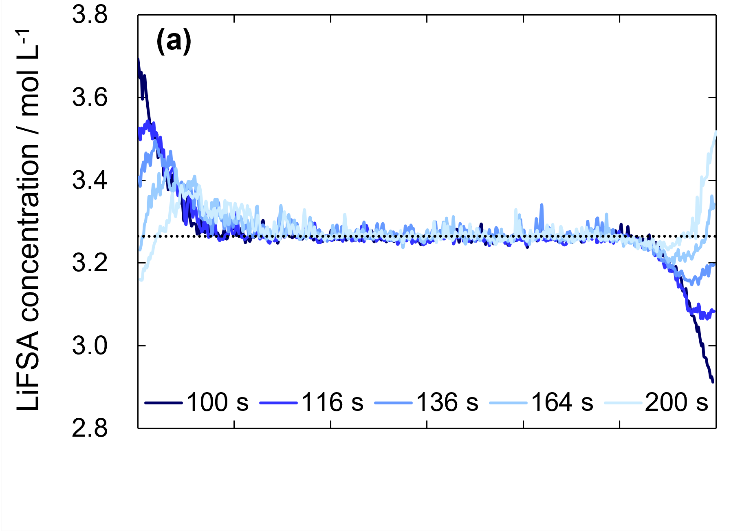 3.8
(a)
3.6
3.4
3.2
3.0
2.8
LiFSA concentration / mol L-1
100 s 116 s 136 s 164 s 200 s